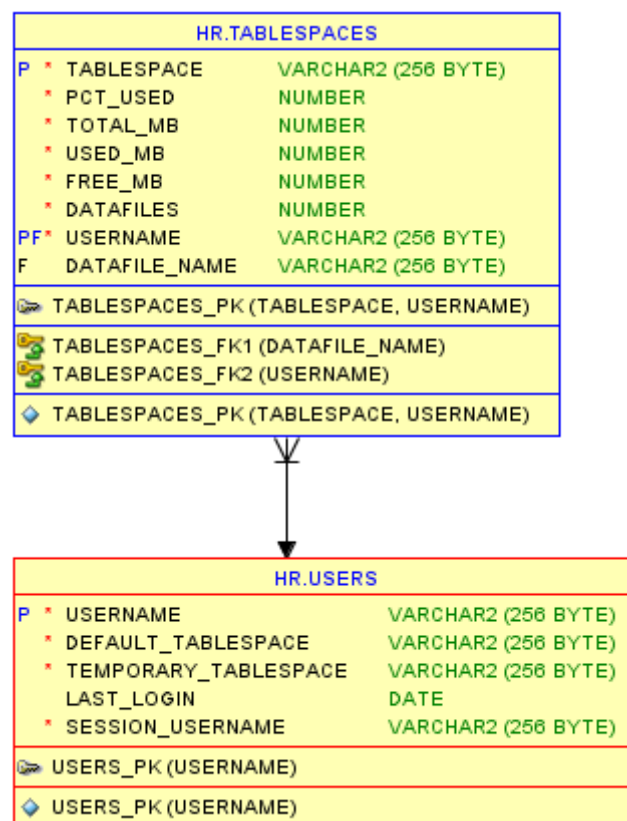 HR.TABLESPACES
P * TABLESPACE VARCHAR2 (256 BYTE)
* PCT_USED NUMBER
* TOTAL_MB NUMBER
* USED_MB NUMBER
* FREE_MB NUMBER
* DATAFILES NUMBER
PF* USERNAME VARCHAR2 (256 BYTE)
F DATAFILE_NAME VARCHAR2 (256 BYTE)
TABLESPACES_PK (TABLESPACE, USERNAME)
TABLESPACES_FK1 (DATAFILE_NAME)
TABLESPACES_FK2 (USERNAME)
TABLESPACES_PK (TABLESPACE, USERNAME)
HR.USERS
P * USERNAME VARCHAR2 (256 BYTE)
* DEFAULT_TABLESPACE VARCHAR2 (256 BYTE)
* TEMPORARY_TABLESPACE VARCHAR2 (256 BYTE)
LAST_LOGIN DATE
* SESSION_USERNAME VARCHAR2 (256 BYTE)
USERS_PK (USERNAME)
USERS_PK (USERNAME)